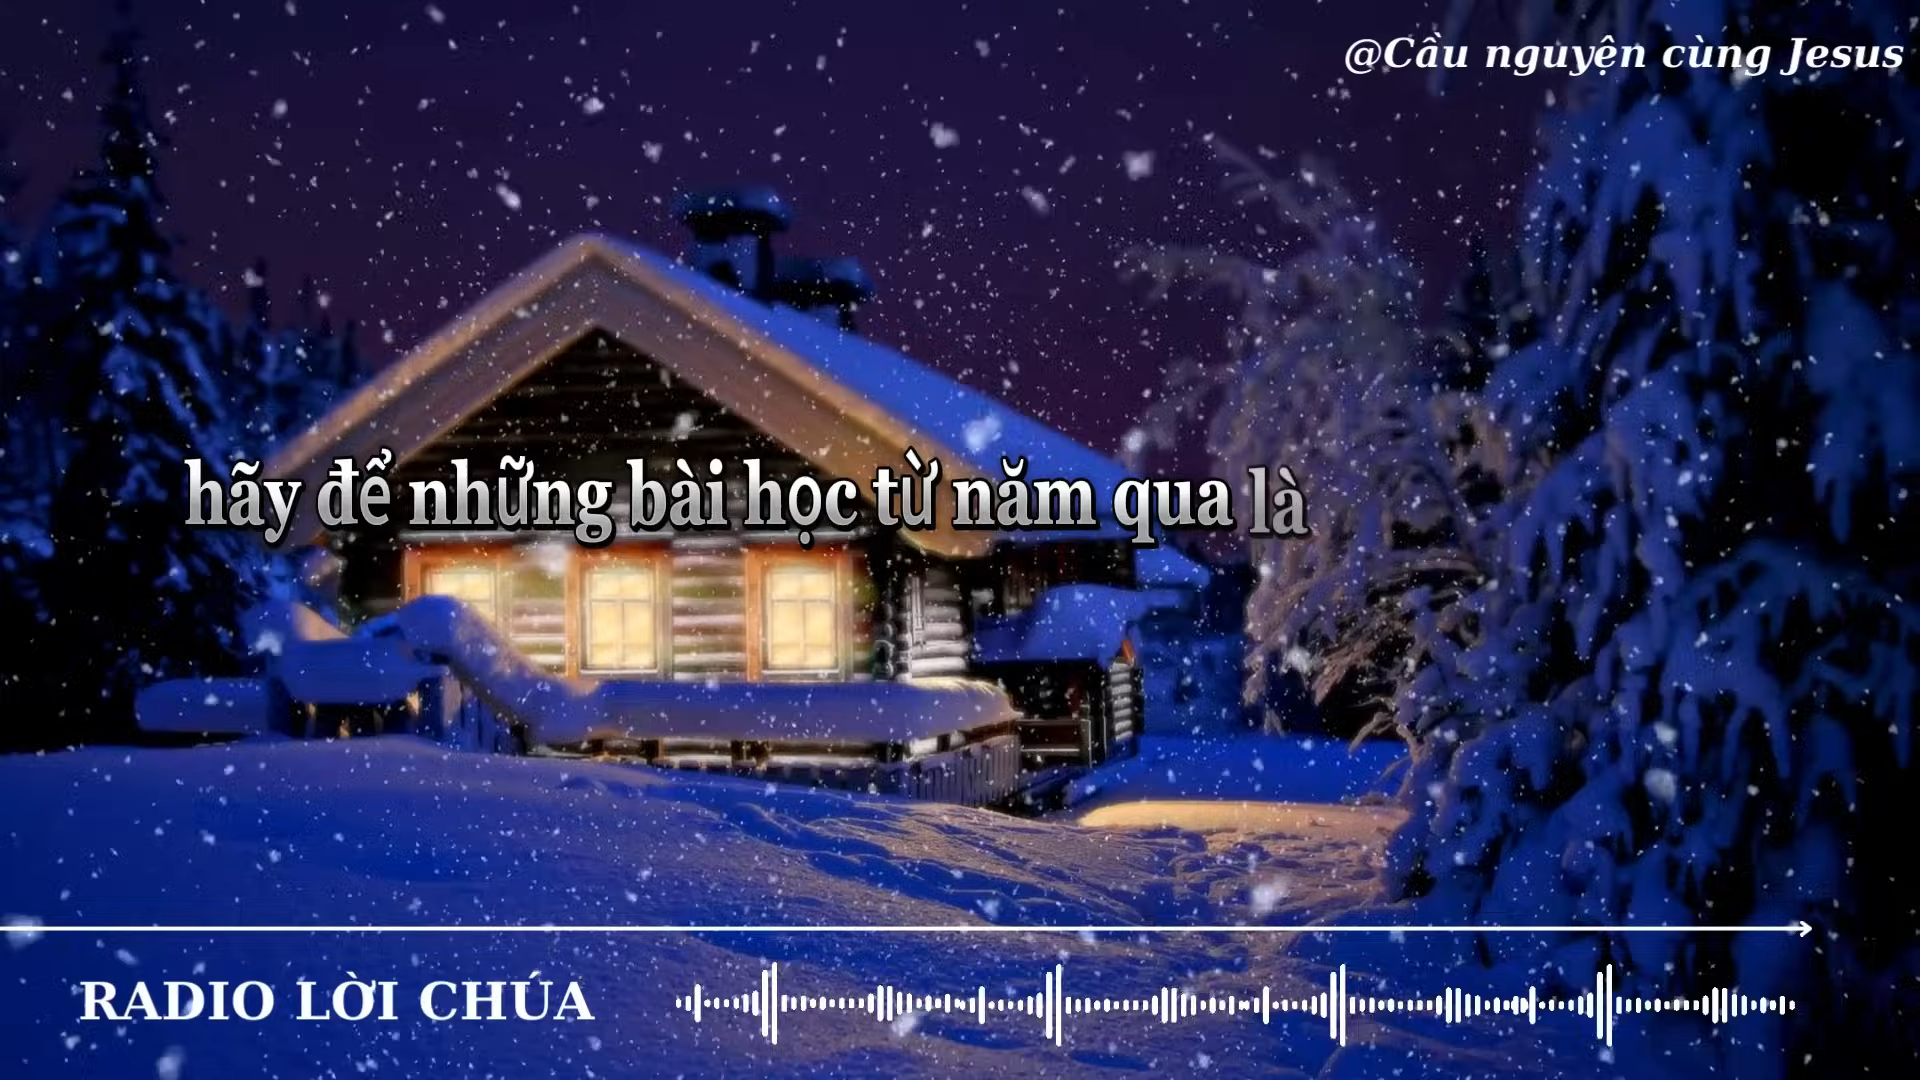 @Cầu nguyện cùng Jesus
hãy để những bài học từ năm qua là
RADIO LỜI CHÚA